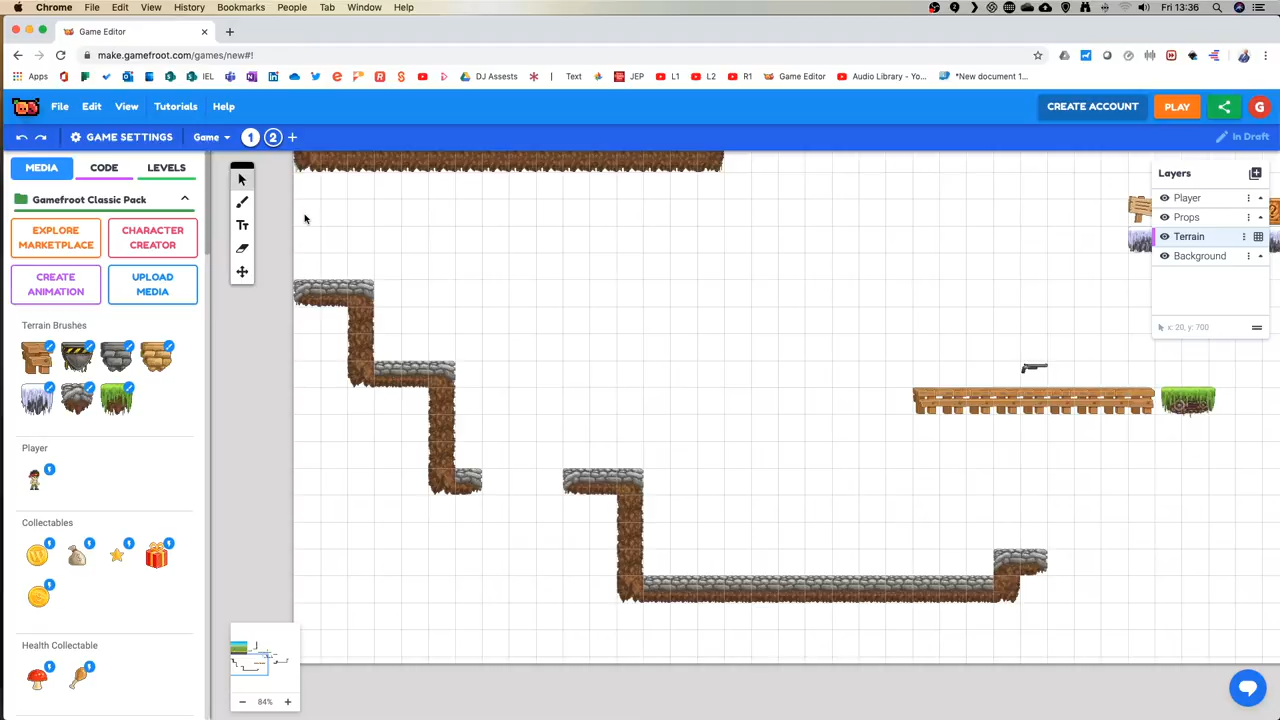 Chrome File Edit View History Bookmarks People Tab Window Help Fri 13:36
Game Editor
make.gamefroot.com/games/new#!
Apps IEL DJ Assests Text JEP L1 L2 R1 Game Editor Audio Library - Yo... *New document 1...
File Edit View Tutorials Help CREATE ACCOUNT PLAY G
GAME SETTINGS Game 1 2 + In Draft
MEDIA CODE LEVELS
Gamefroot Classic Pack
EXPLORE MARKETPLACE
CHARACTER CREATOR
CREATE ANIMATION
UPLOAD MEDIA
Terrain Brushes
Player
Collectables
Health Collectable
Tt
Layers
Player
Props
Terrain
Background
x: 20, y: 700
84%